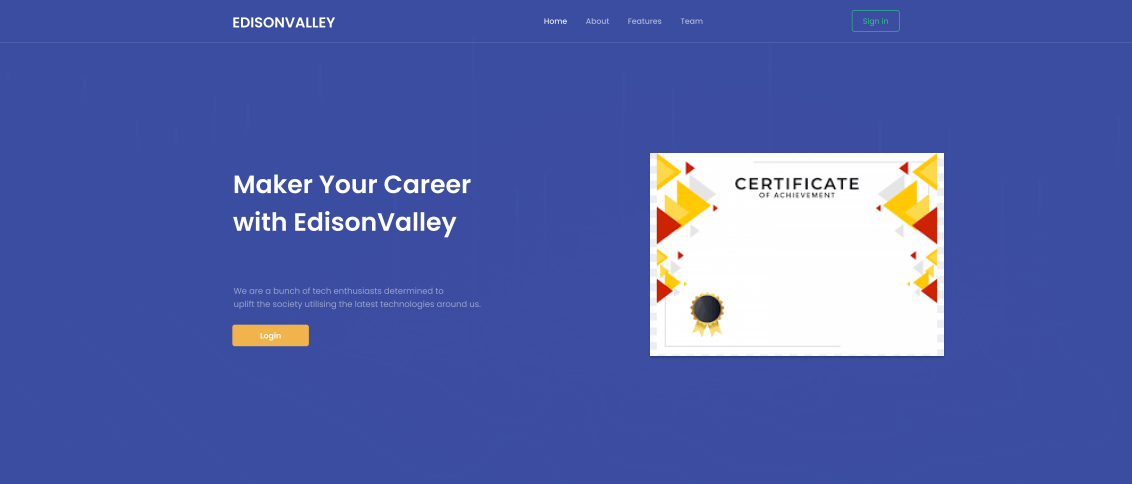 EDISONVALLEY
Home About Features Team
Sign in
Maker Your Career
with EdisonValley
We are a bunch of tech enthusiasts determined to
uplift the society utilising the latest technologies around us.
Login
CERTIFICATE
OF ACHIEVEMENT